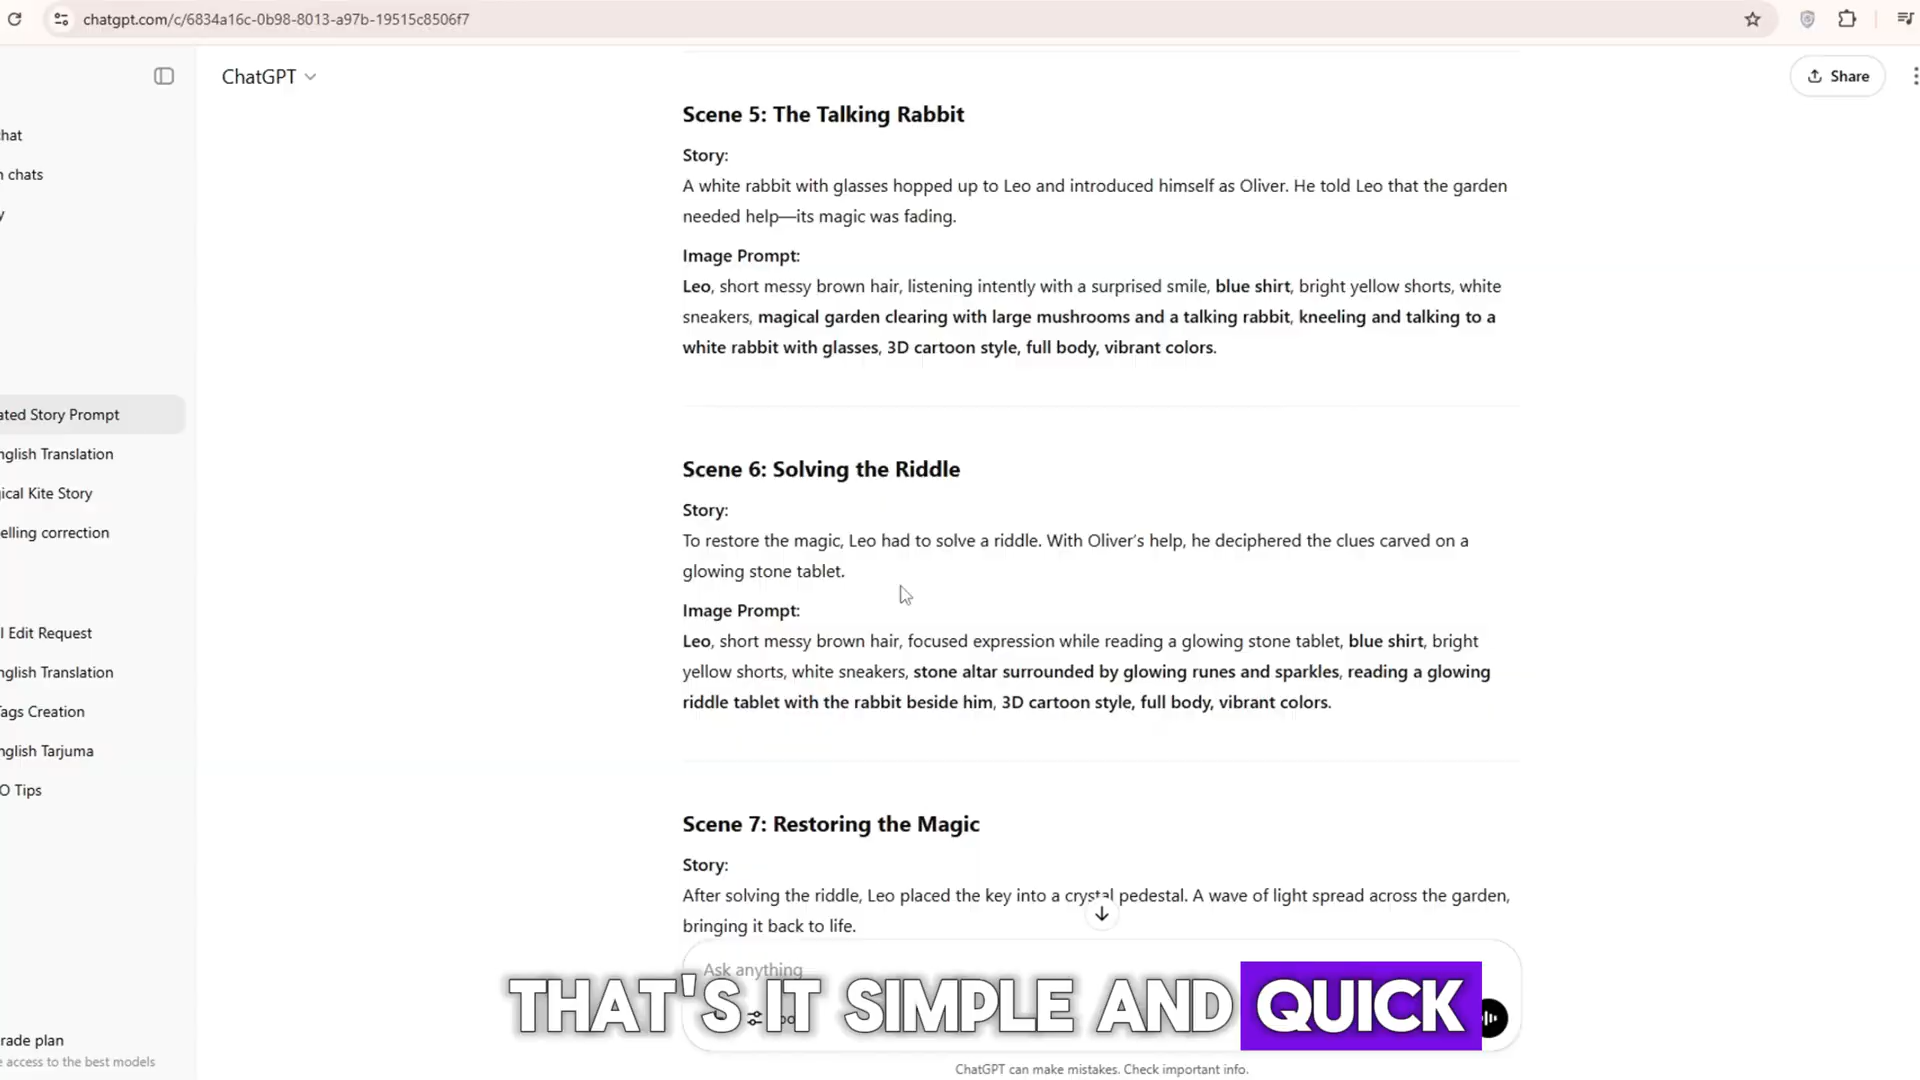 chatgpt.com/c/6834a16c-0b98-8013-a97b-19515c8506f7
ChatGPT
Share
hat
n chats
y
ated Story Prompt
nglish Translation
ical Kite Story
elling correction
l Edit Request
nglish Translation
Tags Creation
nglish Tarjuma
O Tips
rade plan
e access to the best models
Scene 5: The Talking Rabbit
Story:
A white rabbit with glasses hopped up to Leo and introduced himself as Oliver. He told Leo that the garden
needed help—its magic was fading.
Image Prompt:
Leo, short messy brown hair, listening intently with a surprised smile, blue shirt, bright yellow shorts, white
sneakers, magical garden clearing with large mushrooms and a talking rabbit, kneeling and talking to a
white rabbit with glasses, 3D cartoon style, full body, vibrant colors.
Scene 6: Solving the Riddle
Story:
To restore the magic, Leo had to solve a riddle. With Oliver's help, he deciphered the clues carved on a
glowing stone tablet.
Image Prompt:
Leo, short messy brown hair, focused expression while reading a glowing stone tablet, blue shirt, bright
yellow shorts, white sneakers, stone altar surrounded by glowing runes and sparkles, reading a glowing
riddle tablet with the rabbit beside him, 3D cartoon style, full body, vibrant colors.
Scene 7: Restoring the Magic
Story:
After solving the riddle, Leo placed the key into a crystal pedestal. A wave of light spread across the garden,
bringing it back to life.
Ask anything
THAT'S IT SIMPLE AND QUICK
ChatGPT can make mistakes. Check important info.